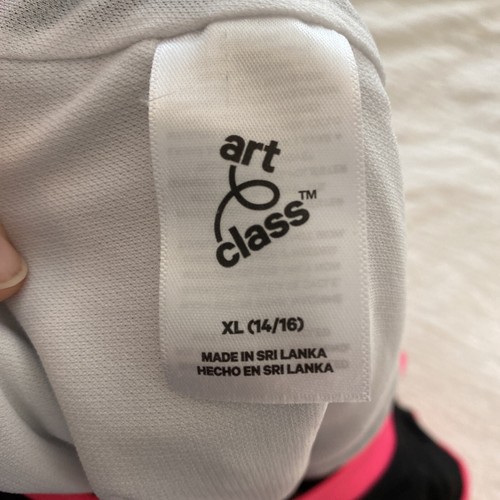 art
class™
XL (14/16)
MADE IN SRI LANKA
HECHO EN SRI LANKA